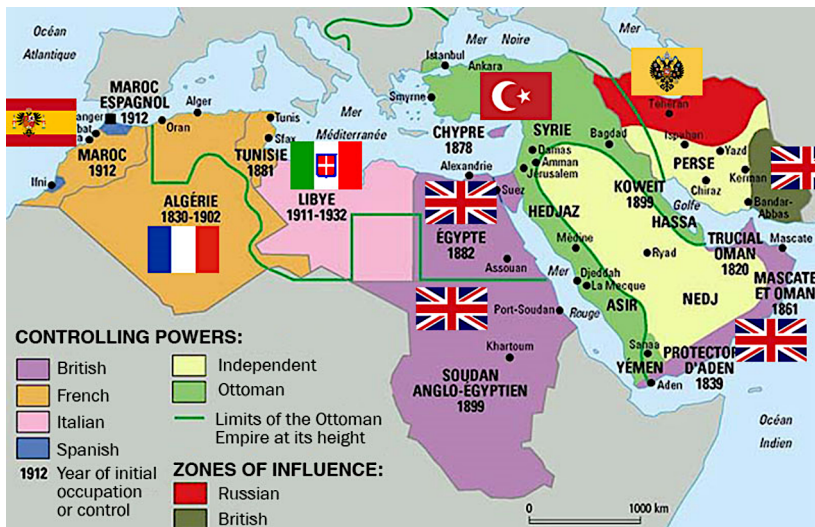 Océan
Atlantique
Mer Noire
Istanbul
Ankara
Smyrne
MAROC
ESPAGNOL
1912
Alger
Oran
Tunis
Sfax
Mer
Méditerranée
CHYPRE
1878
SYRIE
Damas
Amman
Jérusalem
Bagdad
Téhéran
Ispahan
Yazd
PERSE
Kerman
Chiraz
Bandar-
Abbas
MAROC
1912
Ifni
TUNISIE
1881
ALGÉRIE
1830-1902
LIBYE
1911-1932
Alexandrie
Suez
ÉGYPTE
1882
Assouan
HEDJAZ
KOWEIT
1899
Golfe
HASSA
TRUCIAL
OMAN
1820
Mascate
MASCATE
ET OMAN
1861
Médine
Ryad
Mer
Rouge
Djeddah
La Mecque
NEDJ
ASIR
Port-Soudan
Khartoum
SOUDAN
ANGLO-ÉGYPTIEN
1899
Sanaa
YÉMEN
Aden
PROTECTOR
D'ADEN
1839
Océan
Indien
CONTROLLING POWERS:
British
French
Italian
Spanish
1912 Year of initial
occupation
or control
Independent
Ottoman
Limits of the Ottoman
Empire at its height
ZONES OF INFLUENCE:
Russian
British
0
1000 km